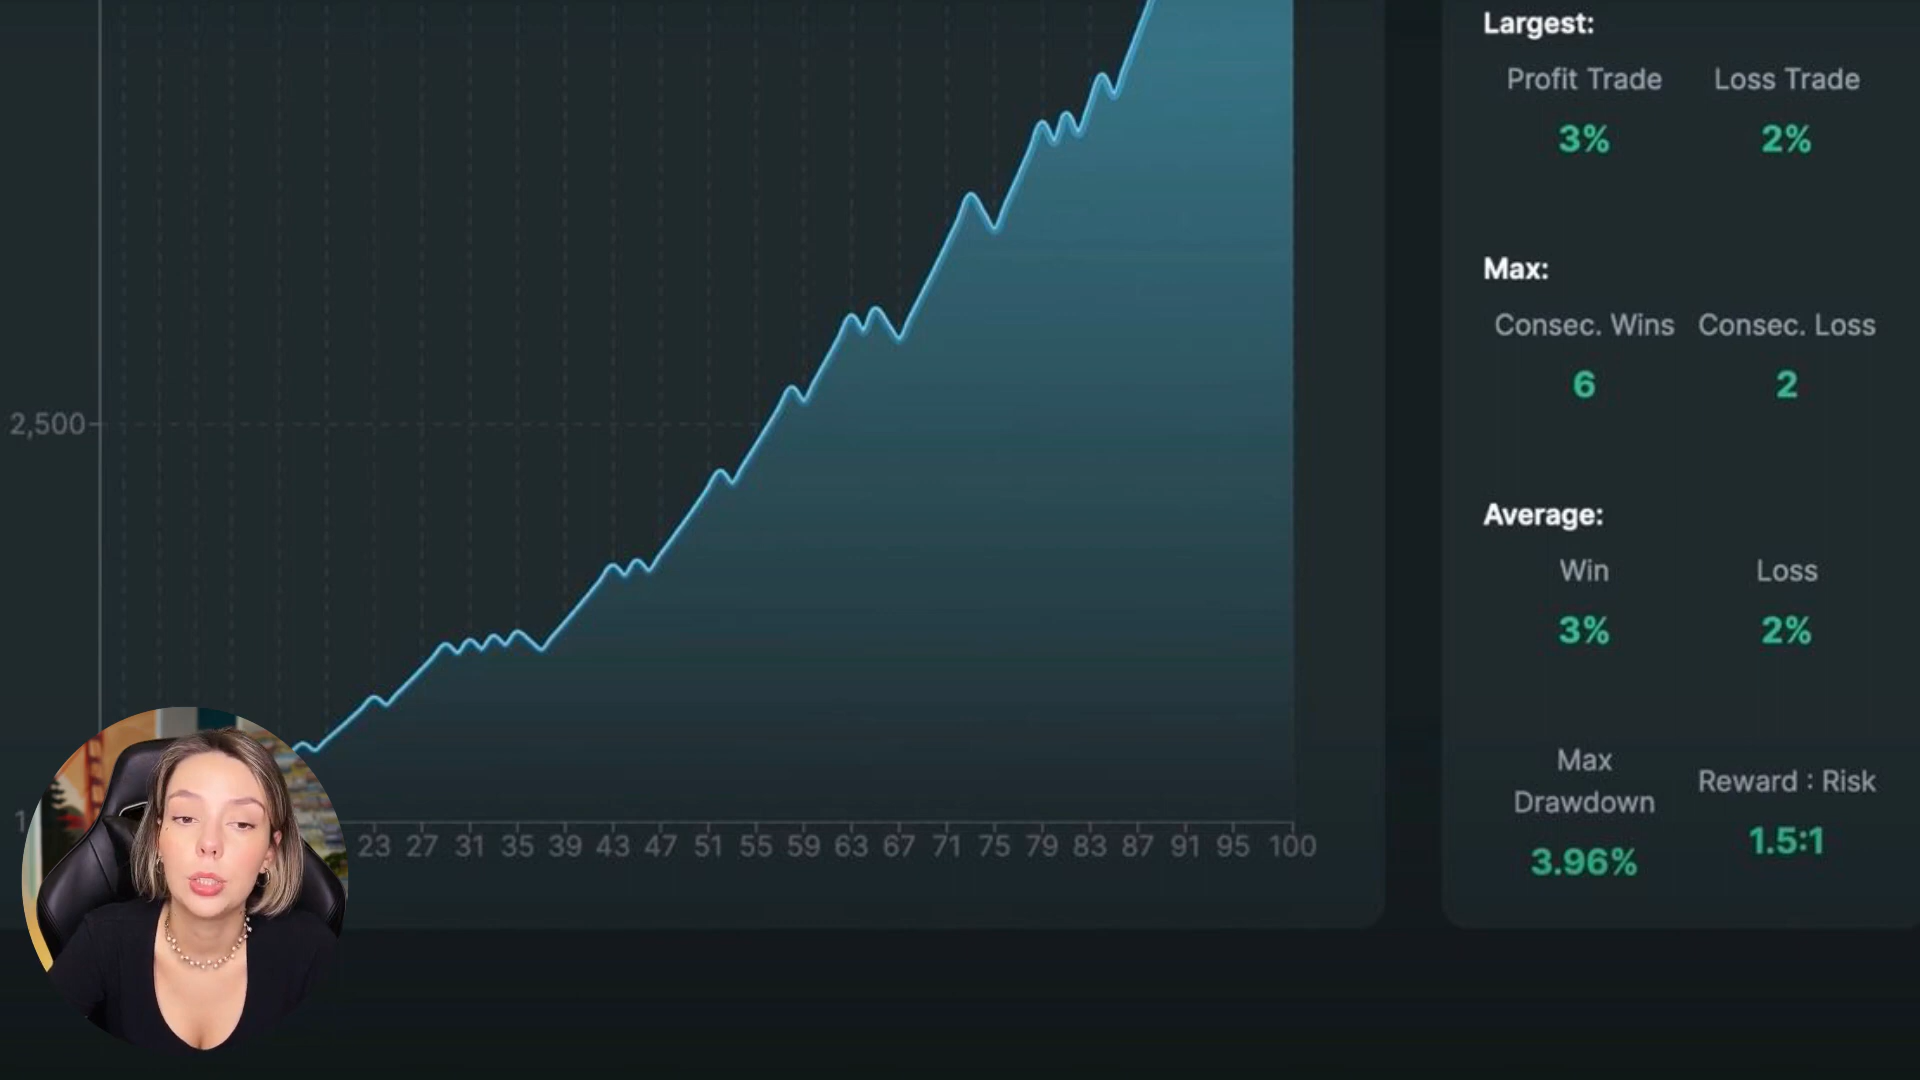 Largest:
Profit Trade Loss Trade
3% 2%
Max:
Consec. Wins Consec. Loss
6 2
2,500
Average:
Win Loss
3% 2%
Max
Drawdown
Reward : Risk
3.96% 1.5:1
1
23 27 31 35 39 43 47 51 55 59 63 67 71 75 79 83 87 91 95 100